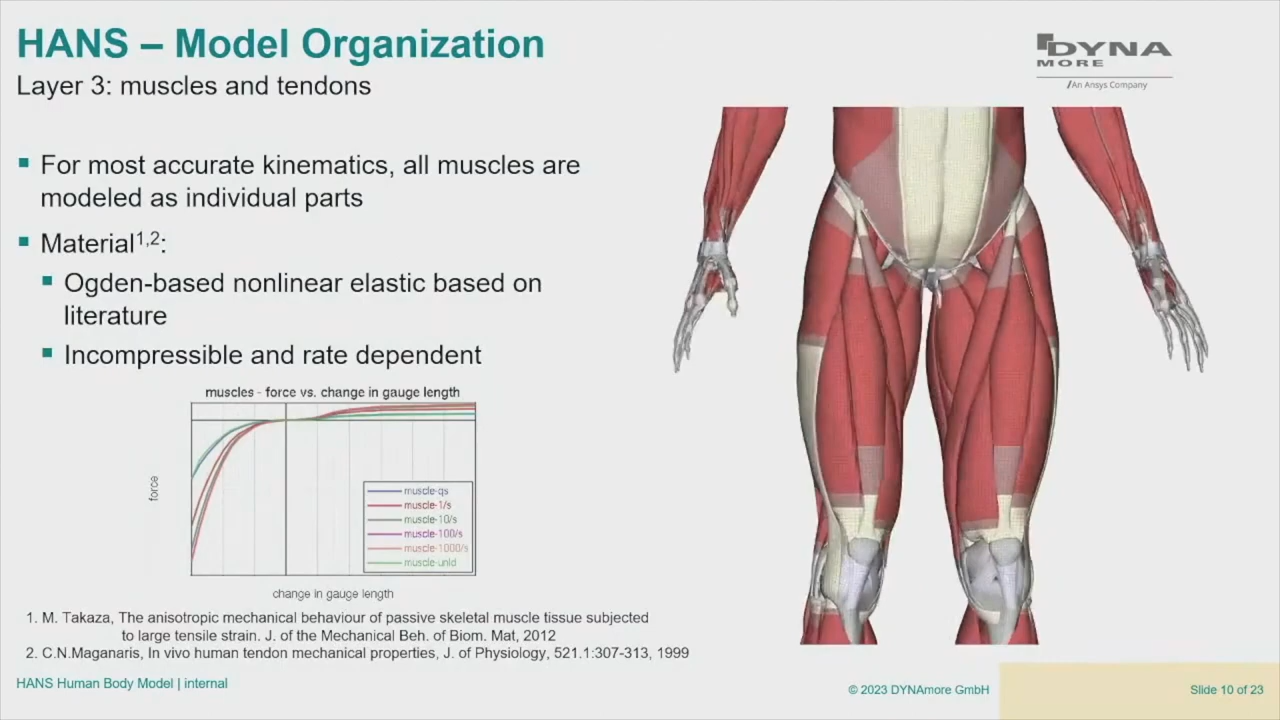 HANS – Model Organization
Layer 3: muscles and tendons
DYNA
MORE
An Ansys Company
▪ For most accurate kinematics, all muscles are
modeled as individual parts
▪ Material1,2:
▪ Ogden-based nonlinear elastic based on
literature
▪ Incompressible and rate dependent
muscles - force vs. change in gauge length
force
muscle-qs
muscle-1/s
muscle-10/s
muscle-100/s
muscle-1000/s
muscle-unld
change in gauge length
1. M. Takaza, The anisotropic mechanical behaviour of passive skeletal muscle tissue subjected
to large tensile strain. J. of the Mechanical Beh. of Biom. Mat, 2012
2. C.N.Maganaris, In vivo human tendon mechanical properties, J. of Physiology, 521.1:307-313, 1999
HANS Human Body Model | internal
© 2023 DYNAmore GmbH
Slide 10 of 23